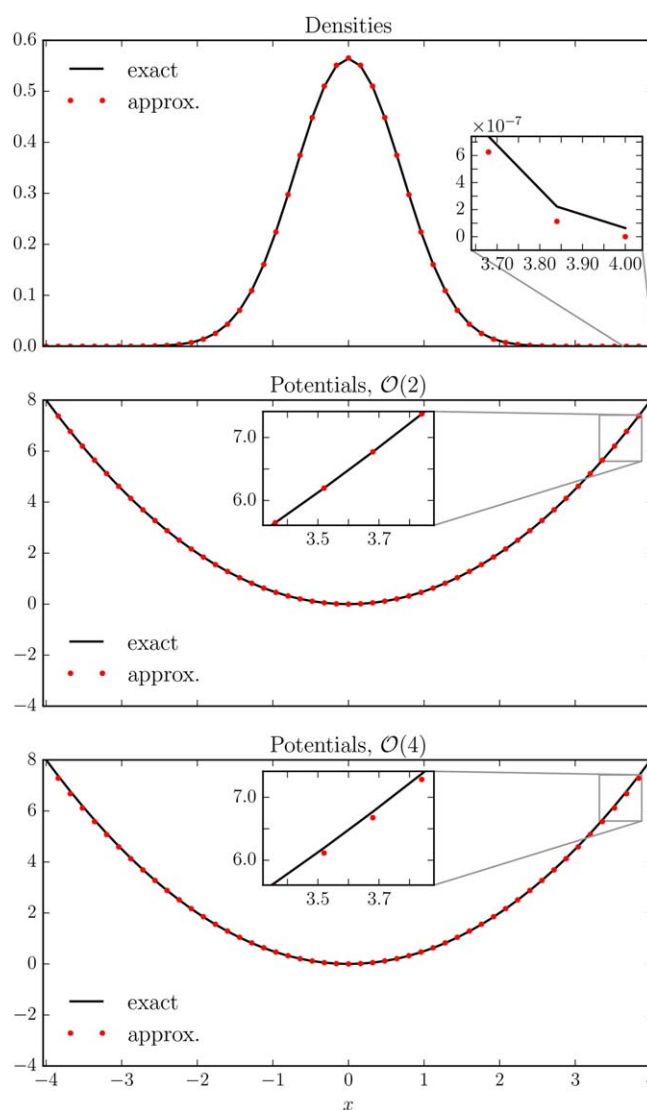 Densities
0.6
0.5
0.4
0.3
0.2
0.1
0.0
exact
approx.
×10⁻⁷
6
4
2
0
3.70 3.80 3.90 4.00
Potentials, 𝒪(2)
8
6
4
2
0
−2
−4
7.0
6.0
3.5 3.7
exact
approx.
Potentials, 𝒪(4)
8
6
4
2
0
−2
−4
7.0
6.0
3.5 3.7
exact
approx.
−4 −3 −2 −1 0 1 2 3
x